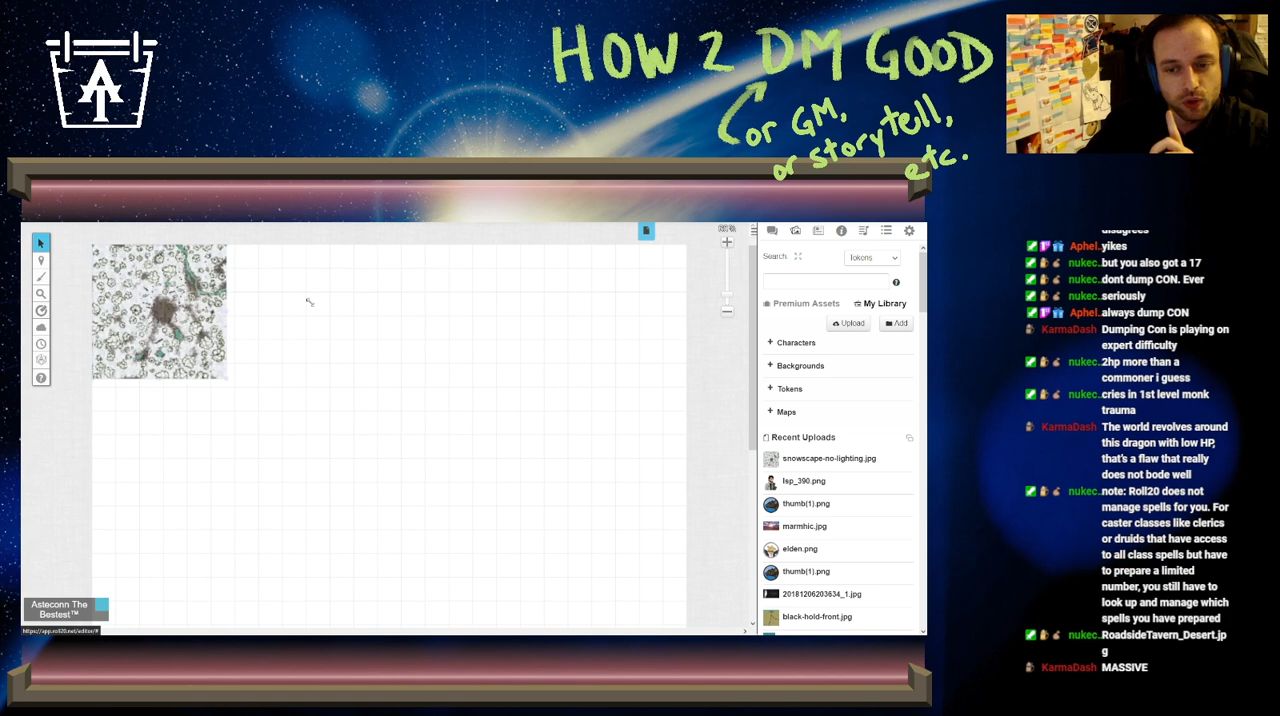 HOW 2 DM GOOD
or GM,
or storytell,
etc.
AT
Search:
Tokens
Premium Assets
My Library
Upload
Add
+ Characters
+ Backgrounds
+ Tokens
+ Maps
Recent Uploads
snowscape-no-lighting.jpg
lsp_390.png
thumb(1).png
marmhic.jpg
elden.png
thumb(1).png
20181206203634_1.jpg
black-hold-front.jpg
Asteconn The
Bestest™
https://app.roll20.net/editor/#
disagrees
Aphel.. yikes
nukec.. but you also got a 17
nukec.. dont dump CON. Ever
nukec.. seriously
Aphel.. always dump CON
KarmaDash Dumping Con is playing on
expert difficulty
nukec.. 2hp more than a
commoner i guess
nukec.. cries in 1st level monk
trauma
KarmaDash The world revolves around
this dragon with low HP,
that's a flaw that really
does not bode well
nukec.. note: Roll20 does not
manage spells for you. For
caster classes like clerics
or druids that have access
to all class spells but have
to prepare a limited
number, you still have to
look up and manage which
spells you have prepared
nukec.. RoadsideTavern_Desert.jp
g
KarmaDash MASSIVE